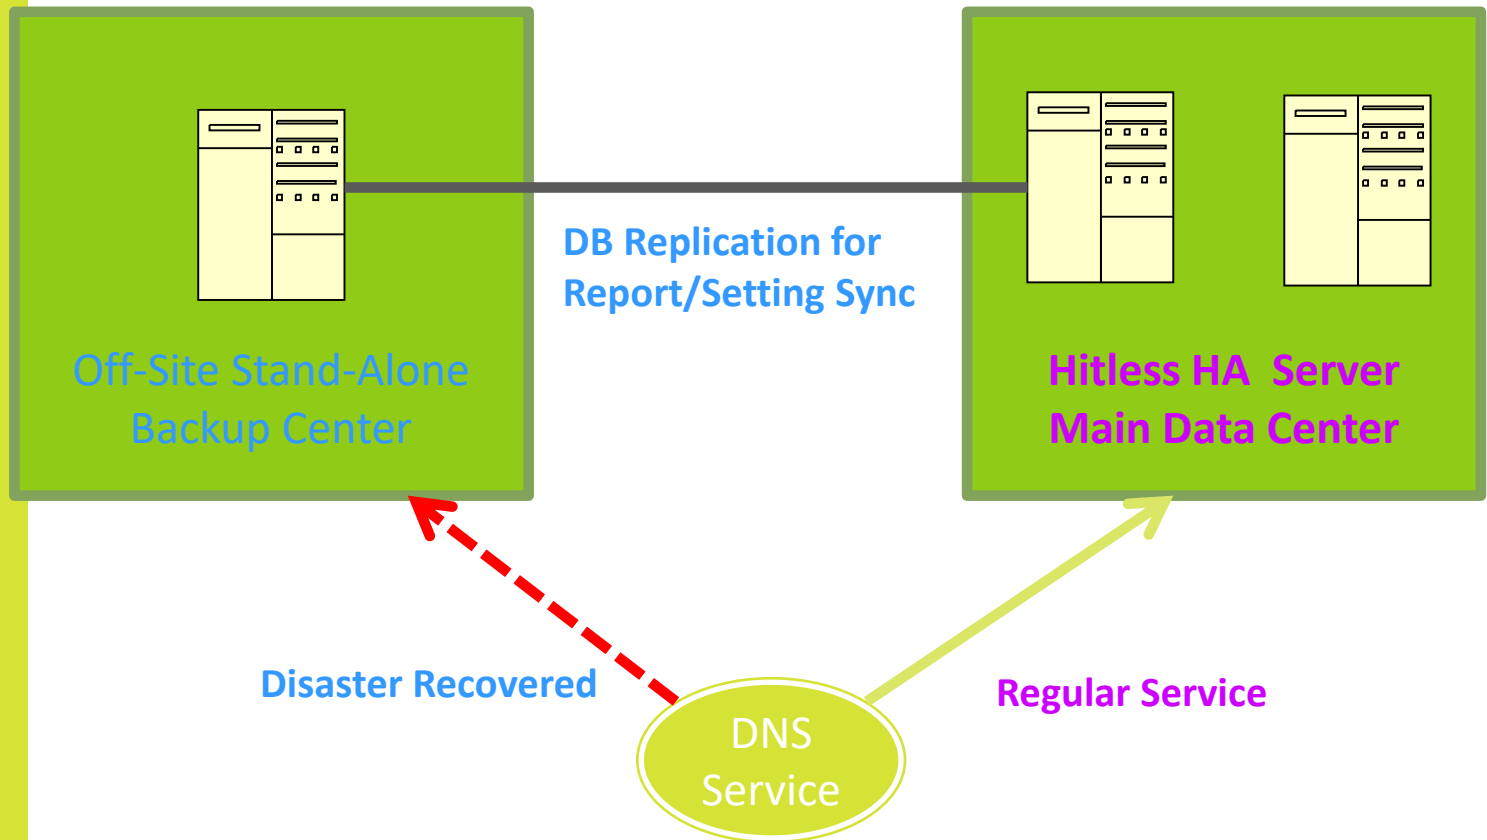 DB Replication for
Report/Setting Sync
Off-Site Stand-Alone
Backup Center
Hitless HA  Server
Main Data Center
Disaster Recovered
Regular Service
DNS
Service